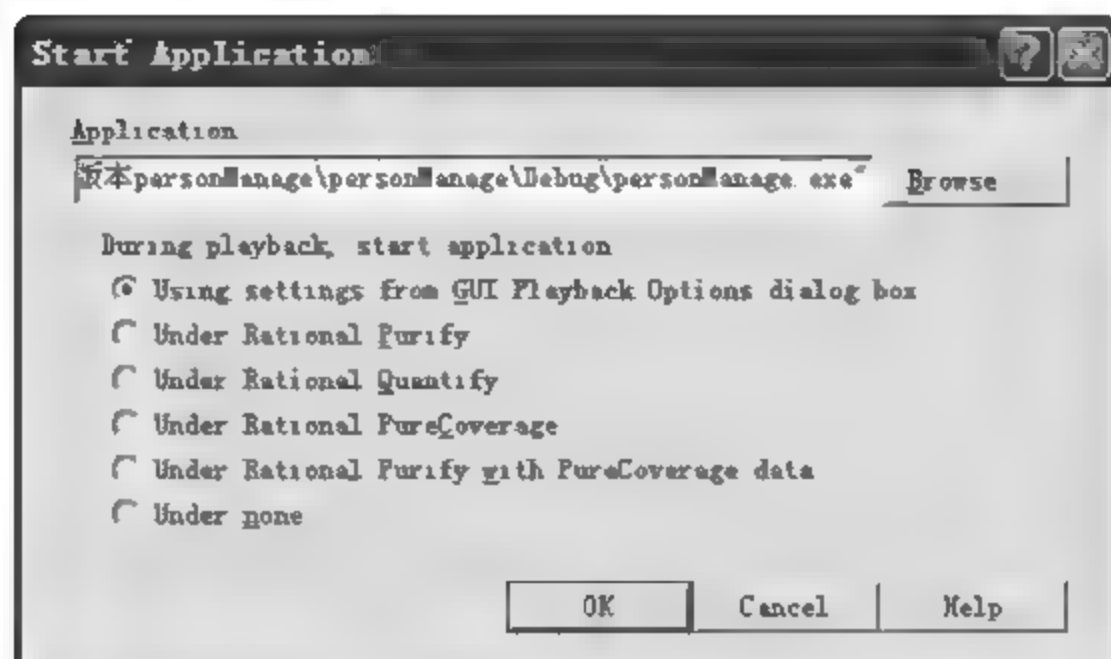 Start Application
Application
本personManage\personManage\Debug\personManage.exe"
Browse
During playback, start application
Using settings from GUI Playback Options dialog box
Under Rational Purify
Under Rational Quantify
Under Rational PureCoverage
Under Rational Purify with PureCoverage data
Under none
OK Cancel Help